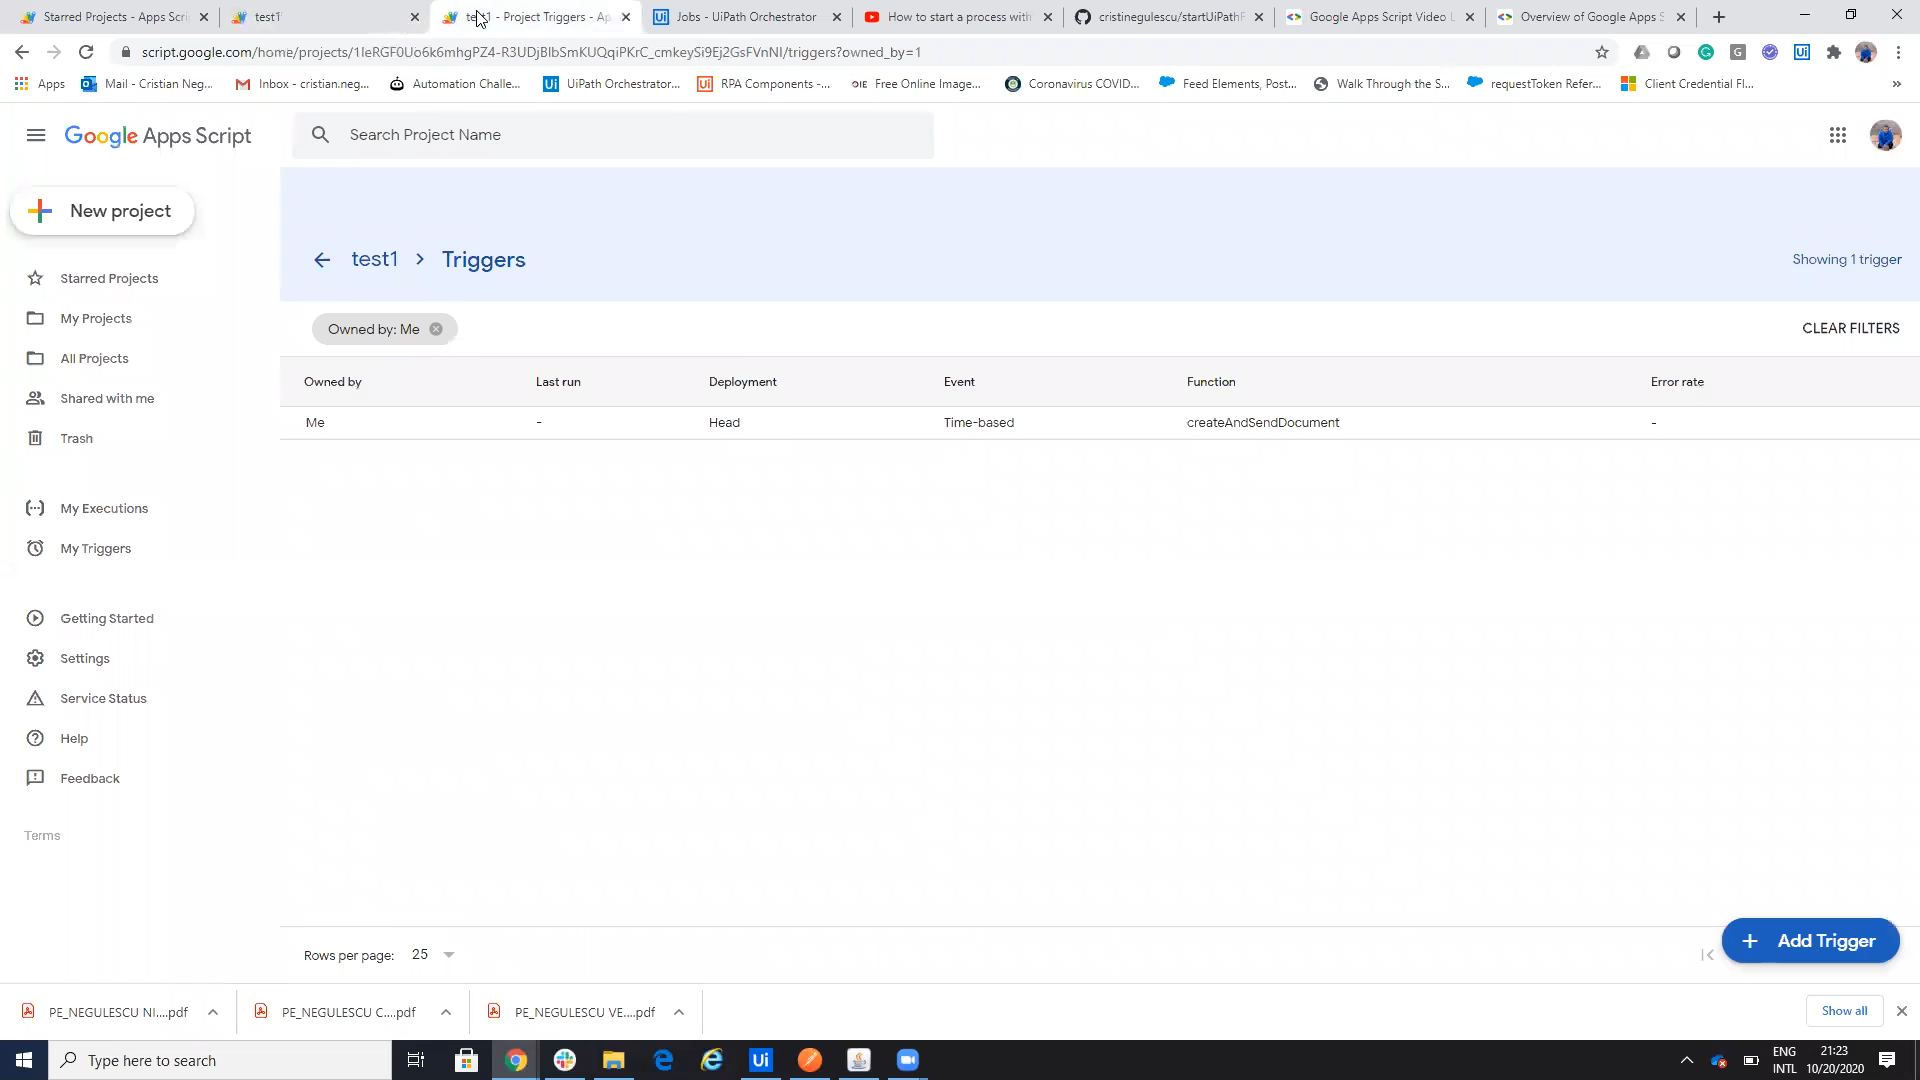 Starred Projects - Apps Scri
test1
test1 - Project Triggers - Ap
Jobs - UiPath Orchestrator
How to start a process with
cristinegulescu/startUiPathF
Google Apps Script Video L
Overview of Google Apps S
script.google.com/home/projects/1IeRGF0Uo6k6mhgPZ4-R3UDjBIbSmKUQqiPKrC_cmkeySi9Ej2GsFVnNI/triggers?owned_by=1
Apps
Mail - Cristian Neg...
Inbox - cristian.neg...
Automation Challe...
UiPath Orchestrator...
RPA Components -...
Free Online Image...
Coronavirus COVID...
Feed Elements, Post...
Walk Through the S...
requestToken Refer...
Client Credential Fl...
»
Google Apps Script
Search Project Name
New project
test1 > Triggers
Showing 1 trigger
Starred Projects
My Projects
All Projects
Shared with me
Trash
My Executions
My Triggers
Getting Started
Settings
Service Status
Help
Feedback
Terms
Owned by: Me
CLEAR FILTERS
Owned by Last run Deployment Event Function Error rate
Me - Head Time-based createAndSendDocument -
Rows per page: 25
Add Trigger
PE_NEGULESCU NI....pdf
PE_NEGULESCU C....pdf
PE_NEGULESCU VE....pdf
Show all
Type here to search
ENG
INTL
21:23
10/20/2020